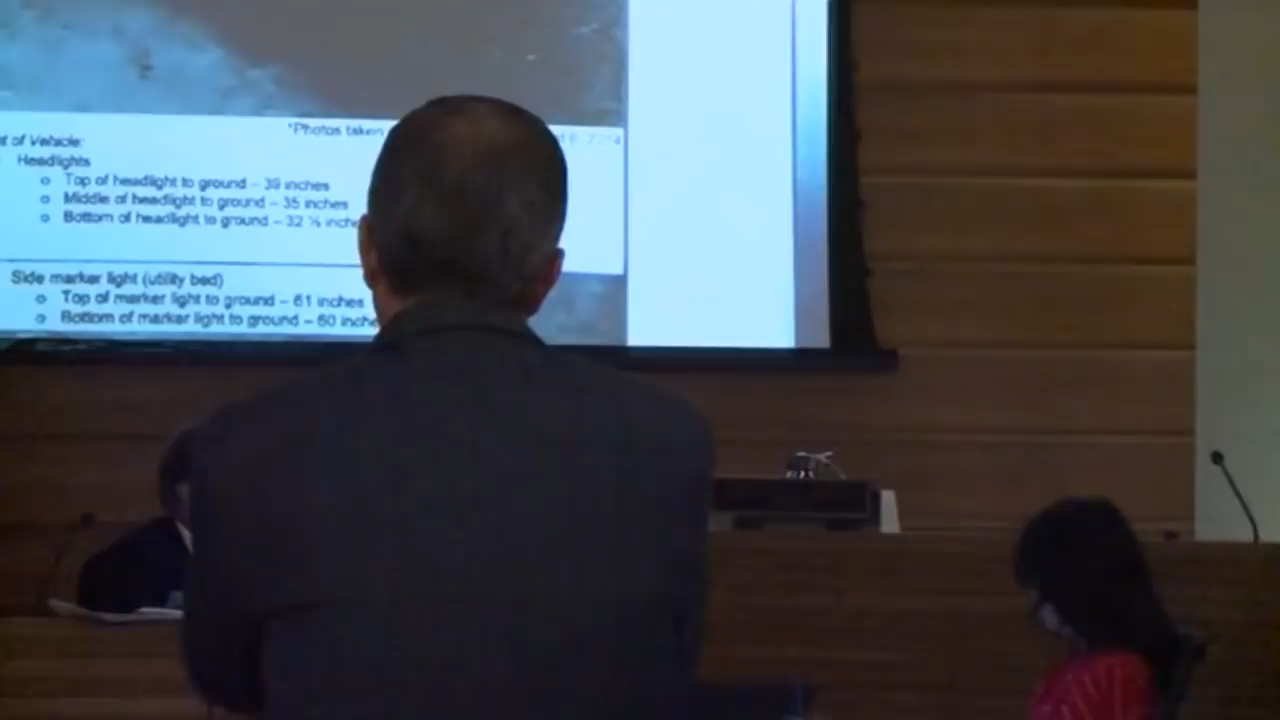 *Photos taken
of Vehicle:
Headlights
o Top of headlight to ground – 39 inches
o Middle of headlight to ground – 35 inches
o Bottom of headlight to ground – 32 ½
Side marker light (utility bed)
o Top of marker light to ground – 61 inches
o Bottom of marker light to ground – 60